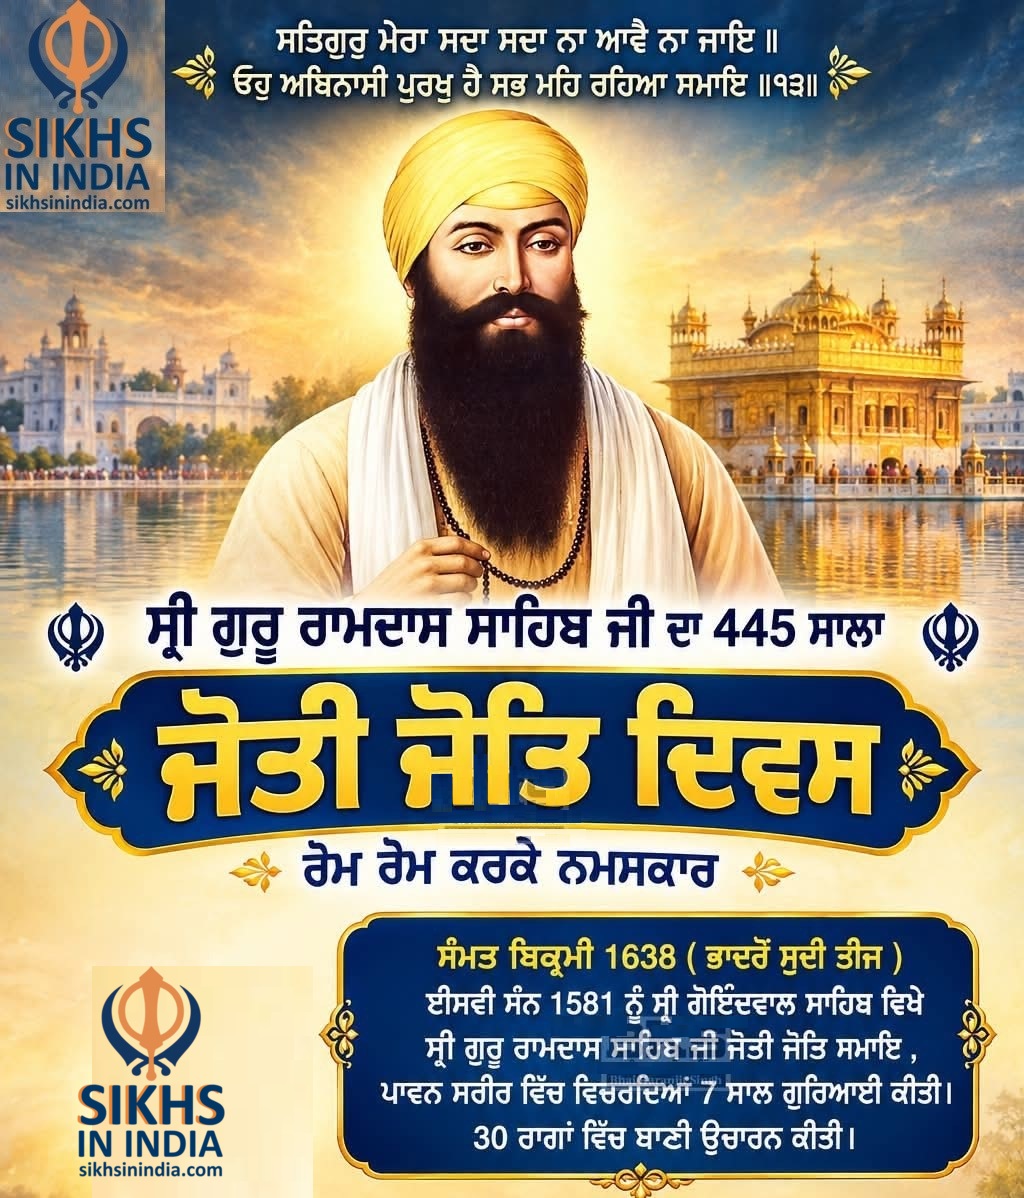 ਸਤਿਗੁਰੁ ਮੇਰਾ ਸਦਾ ਸਦਾ ਨਾ ਆਵੈ ਨਾ ਜਾਇ ॥
ਓਹੁ ਅਬਿਨਾਸੀ ਪੁਰਖੁ ਹੈ ਸਭ ਮਹਿ ਰਹਿਆ ਸਮਾਇ ॥੧੩॥
SIKHS
IN INDIA
sikhsinindia.com
ਸ੍ਰੀ ਗੁਰੂ ਰਾਮਦਾਸ ਸਾਹਿਬ ਜੀ ਦਾ 445 ਸਾਲਾ
ਜੋਤੀ ਜੋਤਿ ਦਿਵਸ
ਰੋਮ ਰੋਮ ਕਰਕੇ ਨਮਸਕਾਰ
ਸੰਮਤ ਬਿਕ੍ਰਮੀ 1638 ( ਭਾਦਰੋਂ ਸੁਦੀ ਤੀਜ )
ਈਸਵੀ ਸੰਨ 1581 ਨੂੰ ਸ੍ਰੀ ਗੋਇੰਦਵਾਲ ਸਾਹਿਬ ਵਿਖੇ
ਸ੍ਰੀ ਗੁਰੂ ਰਾਮਦਾਸ ਸਾਹਿਬ ਜੀ ਜੋਤੀ ਜੋਤਿ ਸਮਾਇ ,
ਪਾਵਨ ਸਰੀਰ ਵਿੱਚ ਵਿਚਰਦਿਆਂ 7 ਸਾਲ ਗੁਰਿਆਈ ਕੀਤੀ।
30 ਰਾਗਾਂ ਵਿੱਚ ਬਾਣੀ ਉਚਾਰਨ ਕੀਤੀ।
SIKHS
IN INDIA
sikhsinindia.com